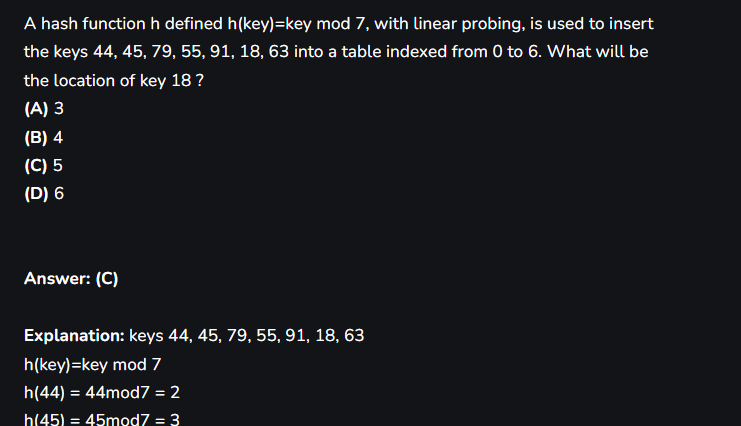 A hash function h defined h(key)=key mod 7, with linear probing, is used to insert
the keys 44, 45, 79, 55, 91, 18, 63 into a table indexed from 0 to 6. What will be
the location of key 18 ?
(A) 3
(B) 4
(C) 5
(D) 6
Answer: (C)
Explanation: keys 44, 45, 79, 55, 91, 18, 63
h(key)=key mod 7
h(44) = 44mod7 = 2
h(45) = 45mod7 = 3